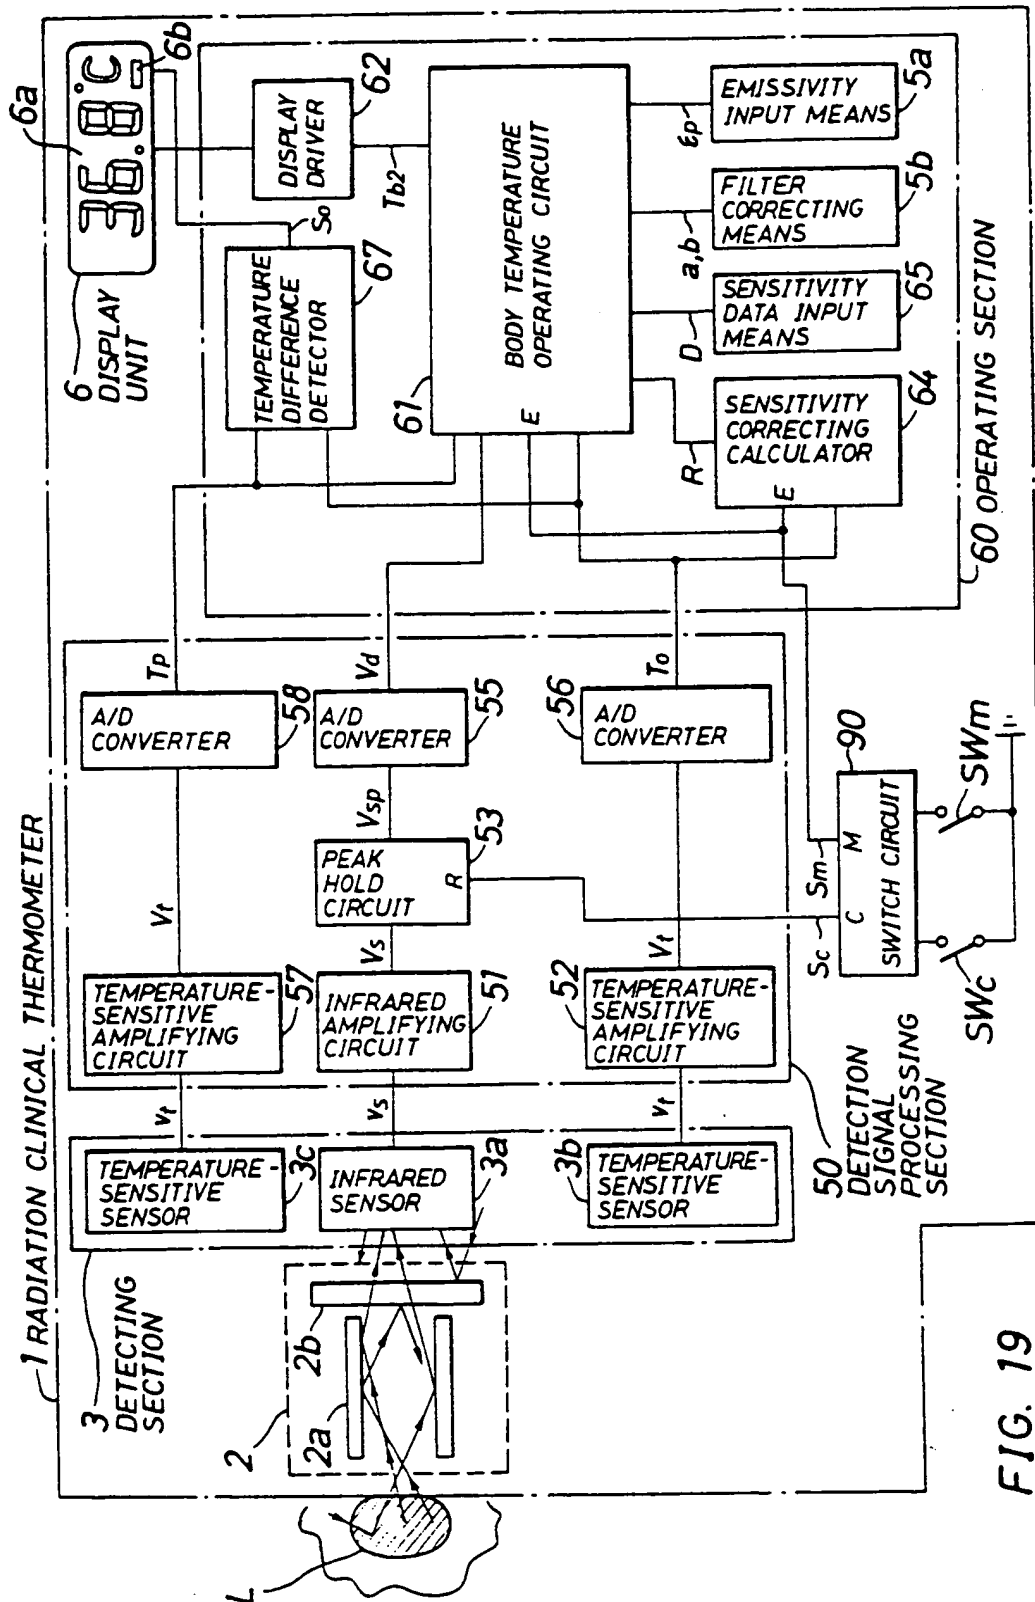 1 RADIATION CLINICAL THERMOMETER
3
DETECTING
SECTION
2
2a
2b
L
TEMPERATURE-
SENSITIVE
SENSOR
3c
INFRARED
SENSOR
3a
TEMPERATURE-
SENSITIVE
SENSOR
3b
vt
vs
vt
TEMPERATURE-
SENSITIVE
AMPLIFYING
CIRCUIT
57
INFRARED
AMPLIFYING
CIRCUIT
51
TEMPERATURE-
SENSITIVE
AMPLIFYING
CIRCUIT
52
50
DETECTION
SIGNAL
PROCESSING
SECTION
Vt
Vs
Vt
PEAK
HOLD
CIRCUIT
R
53
Vsp
A/D
CONVERTER
58
A/D
CONVERTER
55
A/D
CONVERTER
56
Tp
Vd
To
Sc
Sm
C
M
SWITCH CIRCUIT
90
SWc
SWm
6
DISPLAY
UNIT
6a
36.8°C
6b
TEMPERATURE
DIFFERENCE
DETECTOR
67
So
DISPLAY
DRIVER
62
Tb2
61
BODY TEMPERATURE
OPERATING CIRCUIT
E
R
D
a,b
εp
SENSITIVITY
CORRECTING
CALCULATOR
E
64
SENSITIVITY
DATA INPUT
MEANS
65
FILTER
CORRECTING
MEANS
5b
EMISSIVITY
INPUT
MEANS
5a
60 OPERATING SECTION
FIG. 19